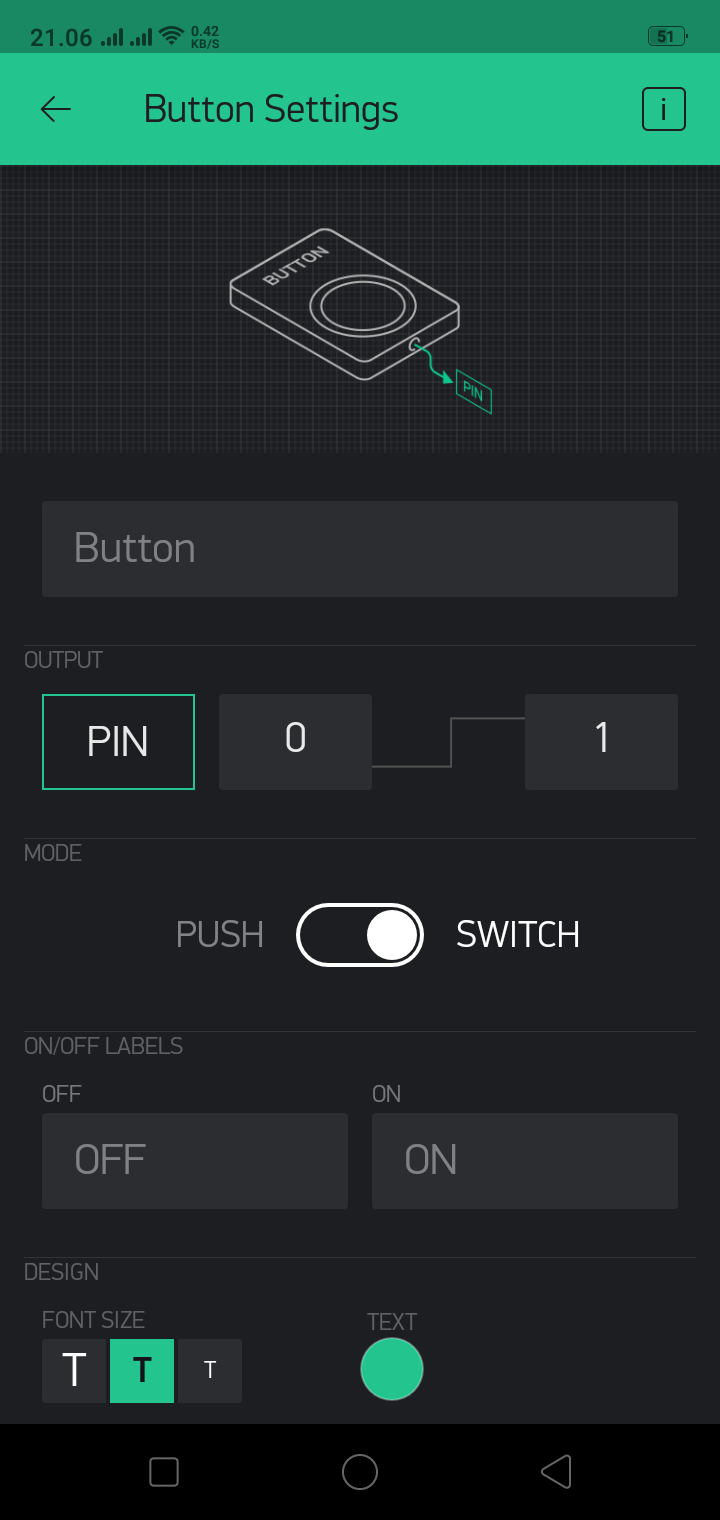 21.06 0.42 KB/S 51
Button Settings i
BUTTON
PIN
Button
OUTPUT
PIN 0 1
MODE
PUSH SWITCH
ON/OFF LABELS
OFF ON
OFF ON
DESIGN
FONT SIZE TEXT
T T T